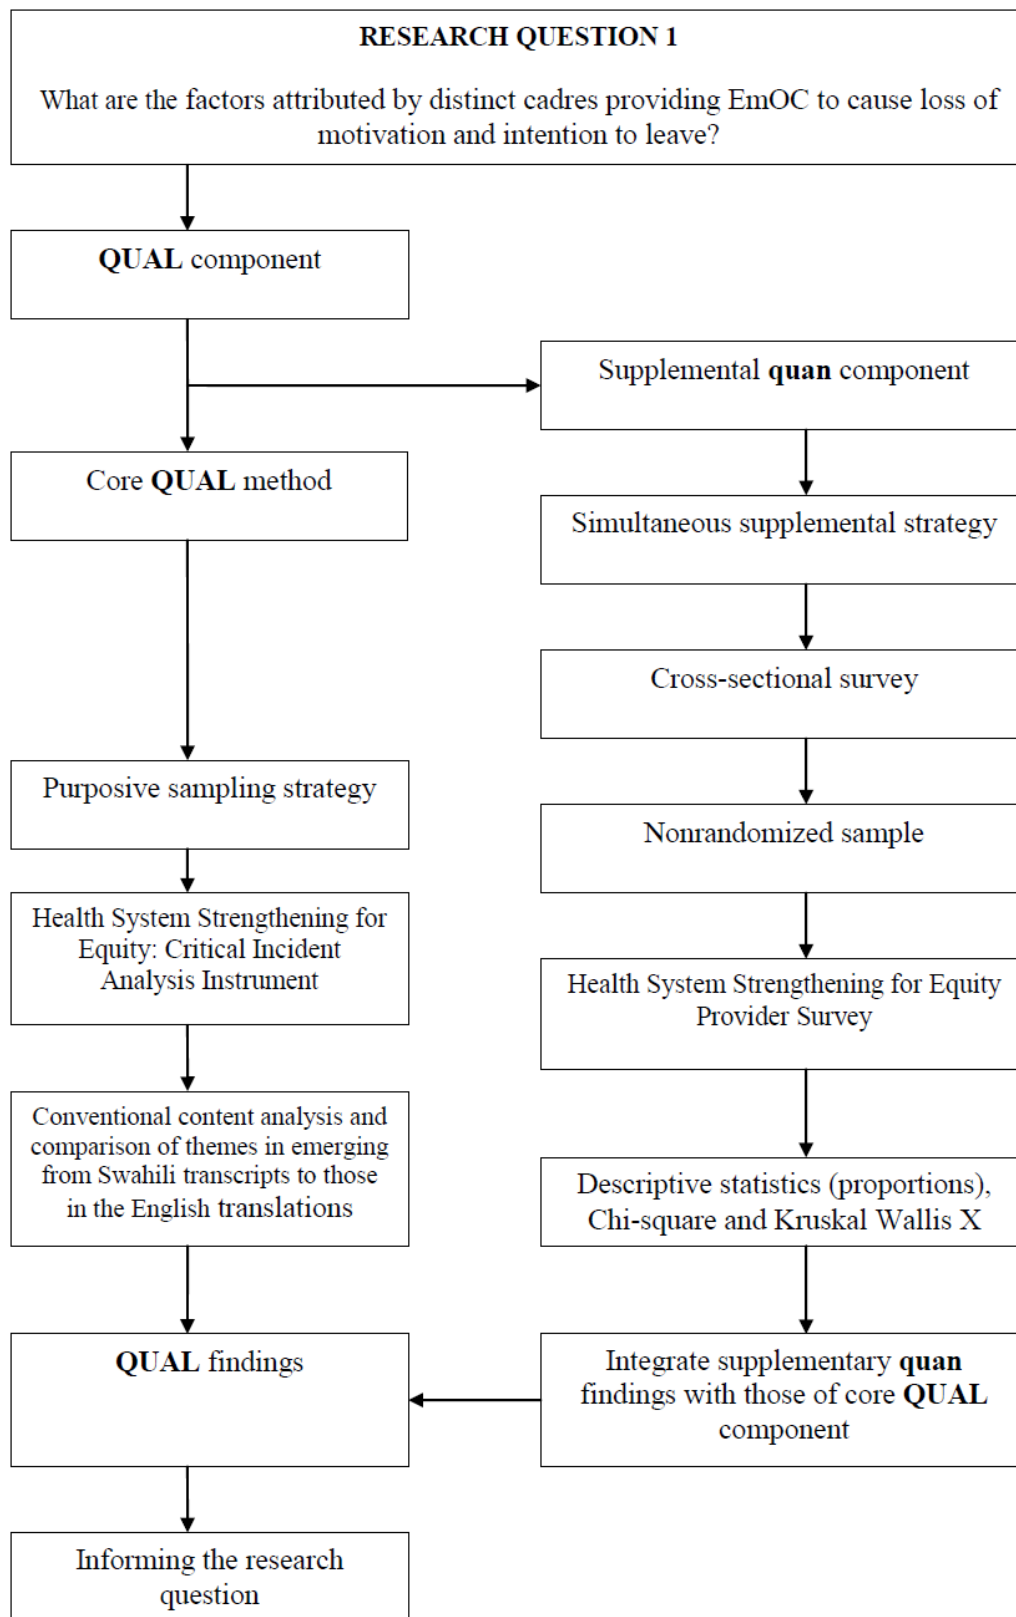 RESEARCH QUESTION 1
What are the factors attributed by distinct cadres providing EmOC to cause loss of
motivation and intention to leave?
QUAL component
Supplemental quan component
Core QUAL method
Simultaneous supplemental strategy
Cross-sectional survey
Purposive sampling strategy
Nonrandomized sample
Health System Strengthening for
Equity: Critical Incident
Analysis Instrument
Health System Strengthening for Equity
Provider Survey
Conventional content analysis and
comparison of themes in emerging
from Swahili transcripts to those
in the English translations
Descriptive statistics (proportions),
Chi-square and Kruskal Wallis X
QUAL findings
Integrate supplementary quan
findings with those of core QUAL
component
Informing the research
question